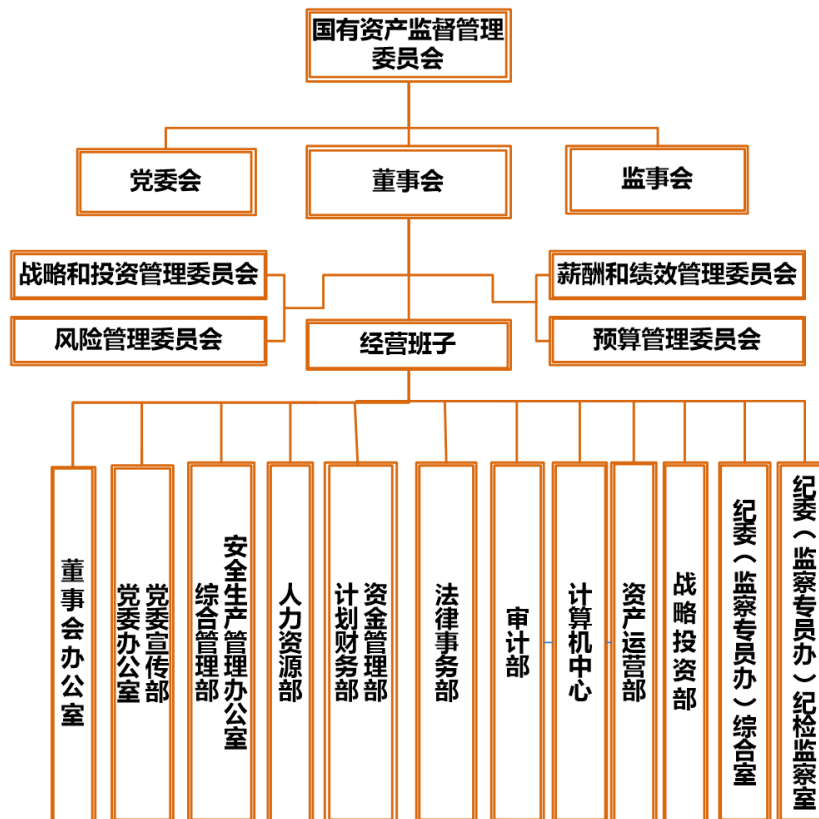 国有资产监督管理
委员会
党委会
董事会
监事会
战略和投资管理委员会
薪酬和绩效管理委员会
风险管理委员会
经营班子
预算管理委员会
董事会办公室
党委宣传部
党委办公室
安全生产管理办公室
综合管理部
人力资源部
资金管理部
计划财务部
法律事务部
审计部
计算机中心
资产运营部
战略投资部
纪委（监察专员办）综合室
纪委（监察专员办）纪检监察室